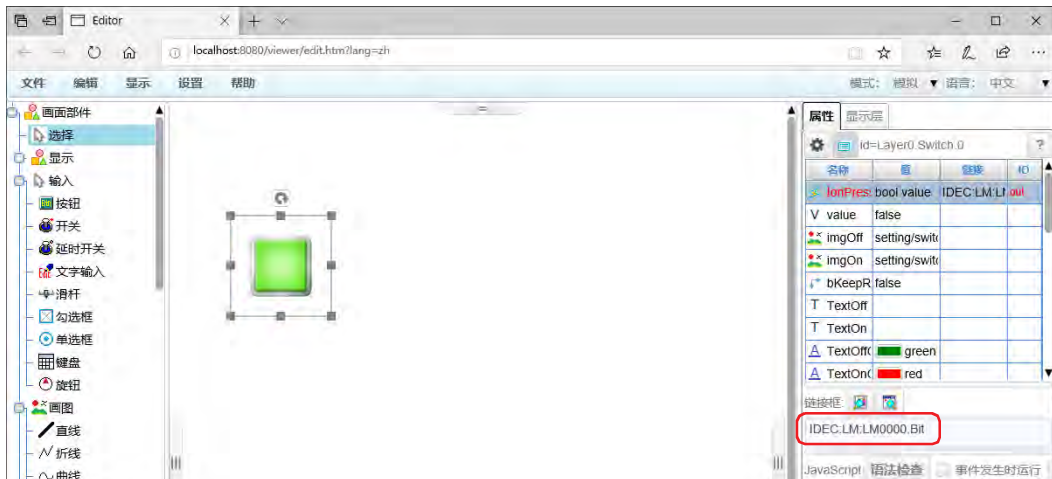 Editor
localhost:8080/viewer/edit.htm?lang=zh
文件 编辑 显示 设置 帮助 模式: 模拟 语言: 中文
画面部件
选择
显示
输入
按钮
开关
延时开关
文字输入
滑杆
勾选框
单选框
键盘
旋钮
画图
直线
折线
曲线
属性 显示层
Id=Layer0.Switch.0 ?
名称 值 链接 IO
bool value IDEC:LM:LM out
V value false
imgOff setting/switc
imgOn setting/switc
bKeepR false
T TextOff
T TextOn
A TextOff( green
A TextOn( red
链接框:
IDEC:LM:LM0000.Bit
JavaScript 语法检查 事件发生时运行